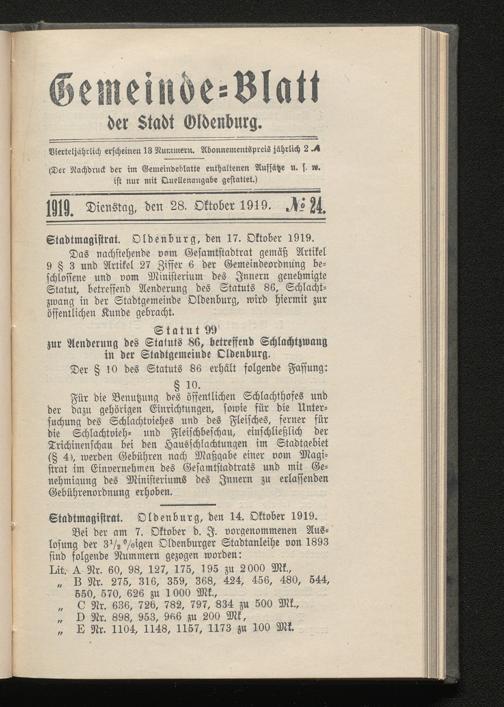 Gemeinde=Blatt
der Stadt Oldenburg.
Vierteljährlich erscheinen 13 Nummern. Abonnementspreis jährlich 2 ℳ
(Der Nachdruck der im Gemeindeblatte enthaltenen Aufsätze u. s. w.
ist nur mit Quellenangabe gestattet.)
1919. Dienstag, den 28. Oktober 1919. № 24.
Stadtmagistrat. Oldenburg, den 17. Oktober 1919.
Das nachstehende vom Gesamtstadtrat gemäß Artikel
9 § 3 und Artikel 27 Ziffer 6 der Gemeindeordnung be-
schlossene und vom Ministerium des Innern genehmigte
Statut, betreffend Aenderung des Statuts 86, Schlacht-
zwang in der Stadtgemeinde Oldenburg, wird hiermit zur
öffentlichen Kunde gebracht.
Statut 99
zur Aenderung des Statuts 86, betreffend Schlachtzwang
in der Stadtgemeinde Oldenburg.
Der § 10 des Statuts 86 erhält folgende Fassung:
§ 10.
Für die Benutzung des öffentlichen Schlachthofes und
der dazu gehörigen Einrichtungen, sowie für die Unter-
suchung des Schlachtviehes und des Fleisches, ferner für
die Schlachtvieh- und Fleischbeschau, einschließlich der
Trichinenschau bei den Hausschlachtungen im Stadtgebiet
(§ 4), werden Gebühren nach Maßgabe einer vom Magi-
strat im Einvernehmen des Gesamtstadtrats und mit Ge-
nehmigung des Ministeriums des Innern zu erlassenden
Gebührenordnung erhoben.
Stadtmagistrat. Oldenburg, den 14. Oktober 1919.
Bei der am 7. Oktober d. J. vorgenommenen Aus-
losung der 3½ %igen Oldenburger Stadtanleihe von 1893
sind folgende Nummern gezogen worden:
Lit. A Nr. 60, 98, 127, 175, 195 zu 2000 Mk.,
„ B Nr. 275, 316, 359, 368, 424, 456, 480, 544,
550, 570, 626 zu 1000 Mk.,
„ C Nr. 636, 726, 782, 797, 834 zu 500 Mk.,
„ D Nr. 898, 953, 966 zu 200 Mk.,
„ E Nr. 1104, 1148, 1157, 1173 zu 100 Mk.